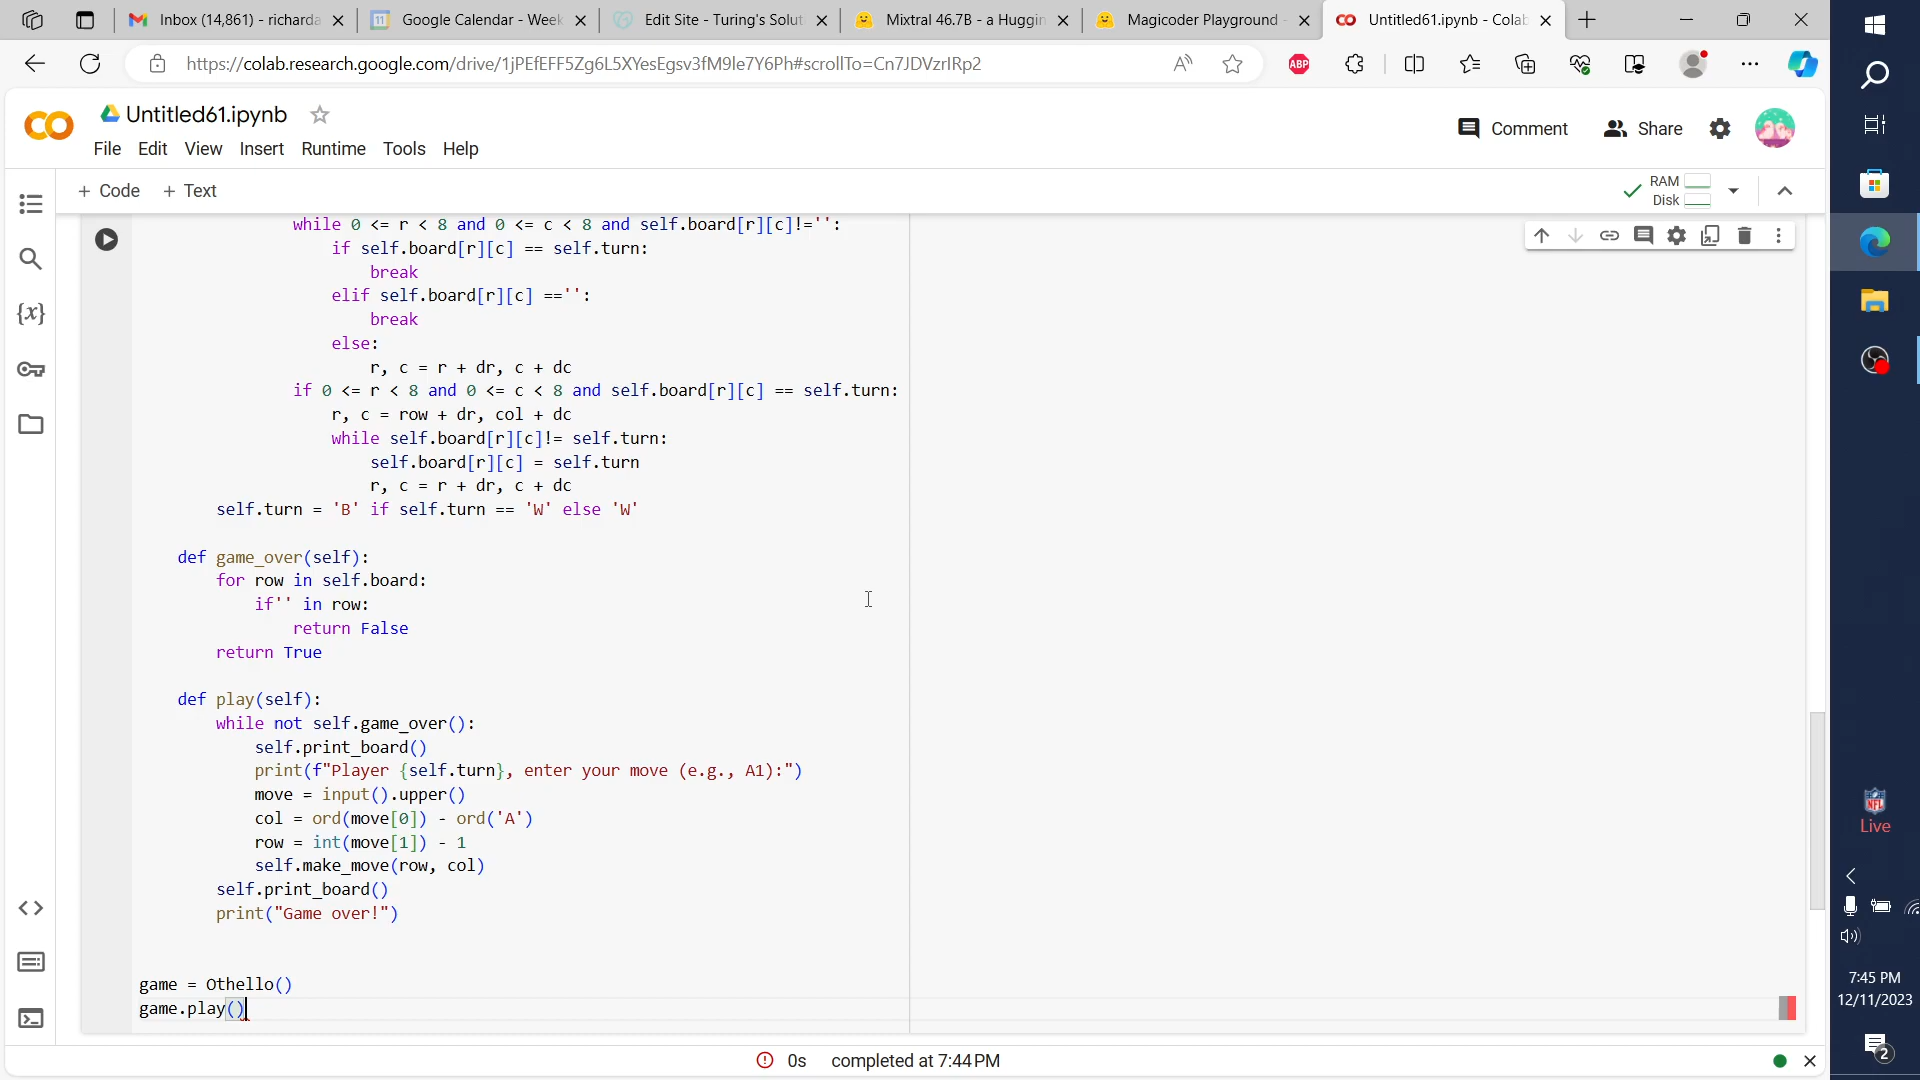 Inbox (14,861) - richarda
Google Calendar - Week
Edit Site - Turing's Solut
Mixtral 46.7B - a Huggin
Magicoder Playground -
Untitled61.ipynb - Colab
https://colab.research.google.com/drive/1jPEfEFF5Zg6L5XYesEgsv3fM9le7Y6Ph#scrollTo=Cn7JDVzrIRp2
ABP
Untitled61.ipynb
Comment
Share
File Edit View Insert Runtime Tools Help
+ Code + Text
RAM
Disk
while 0 <= r < 8 and 0 <= c < 8 and self.board[r][c]!='':
if self.board[r][c] == self.turn:
break
elif self.board[r][c] =='':
break
else:
r, c = r + dr, c + dc
if 0 <= r < 8 and 0 <= c < 8 and self.board[r][c] == self.turn:
r, c = row + dr, col + dc
while self.board[r][c]!= self.turn:
self.board[r][c] = self.turn
r, c = r + dr, c + dc
self.turn = 'B' if self.turn == 'W' else 'W'
def game_over(self):
for row in self.board:
if'' in row:
return False
return True
def play(self):
while not self.game_over():
self.print_board()
print(f"Player {self.turn}, enter your move (e.g., A1):")
move = input().upper()
col = ord(move[0]) - ord('A')
row = int(move[1]) - 1
self.make_move(row, col)
self.print_board()
print("Game over!")
game = Othello()
game.play()
0s completed at 7:44 PM
NFL
Live
7:45 PM
12/11/2023
2